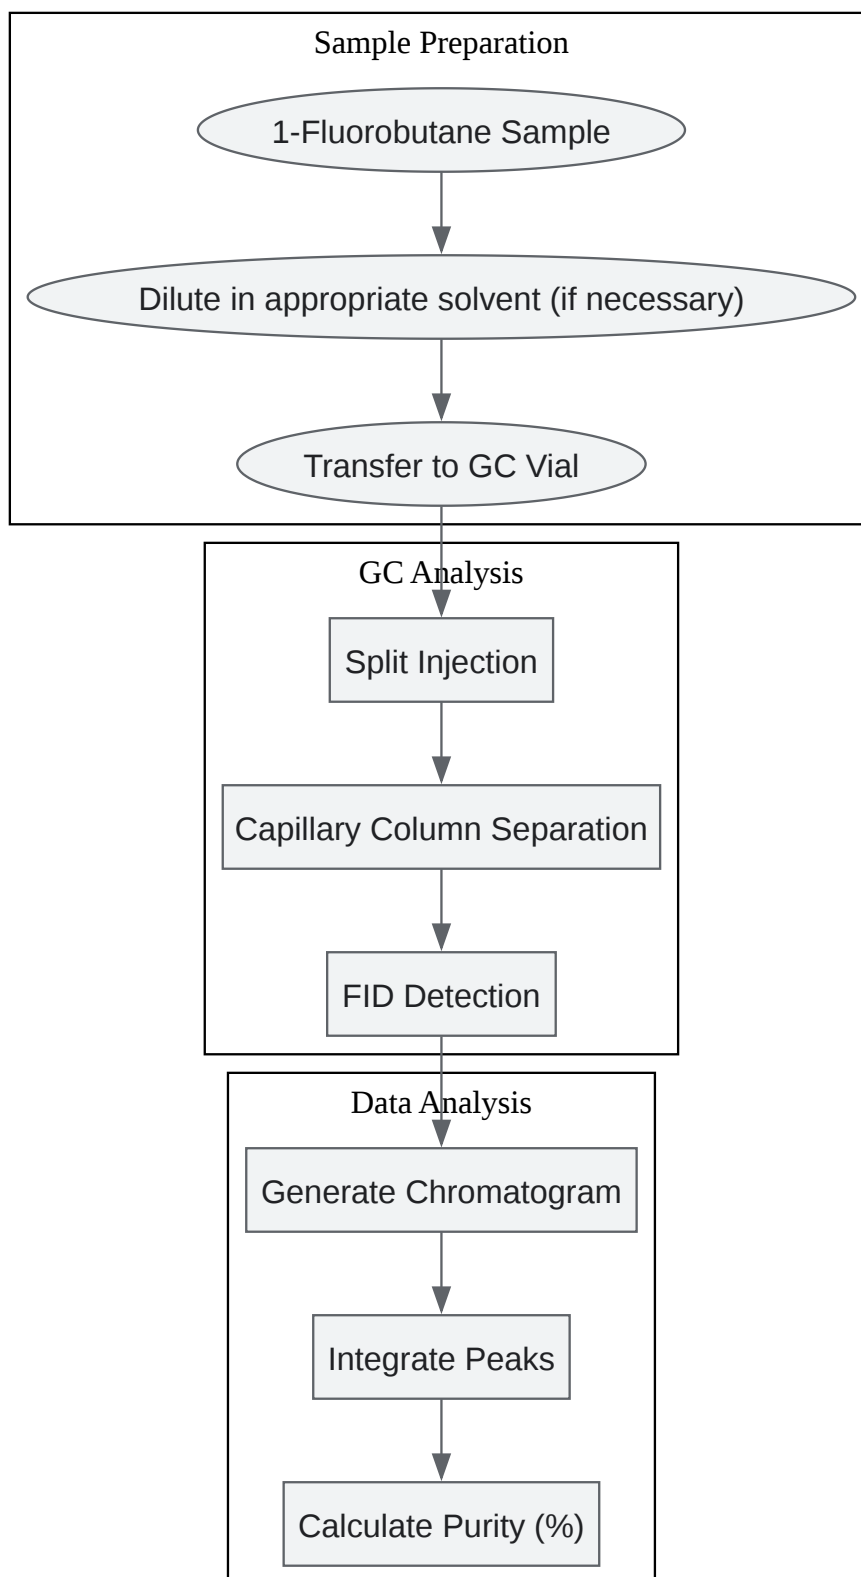 Sample Preparation
1-Fluorobutane Sample
Dilute in appropriate solvent (if necessary)
Transfer to GC Vial
GC Analysis
Split Injection
Capillary Column Separation
FID Detection
Data Analysis
Generate Chromatogram
Integrate Peaks
Calculate Purity (%)